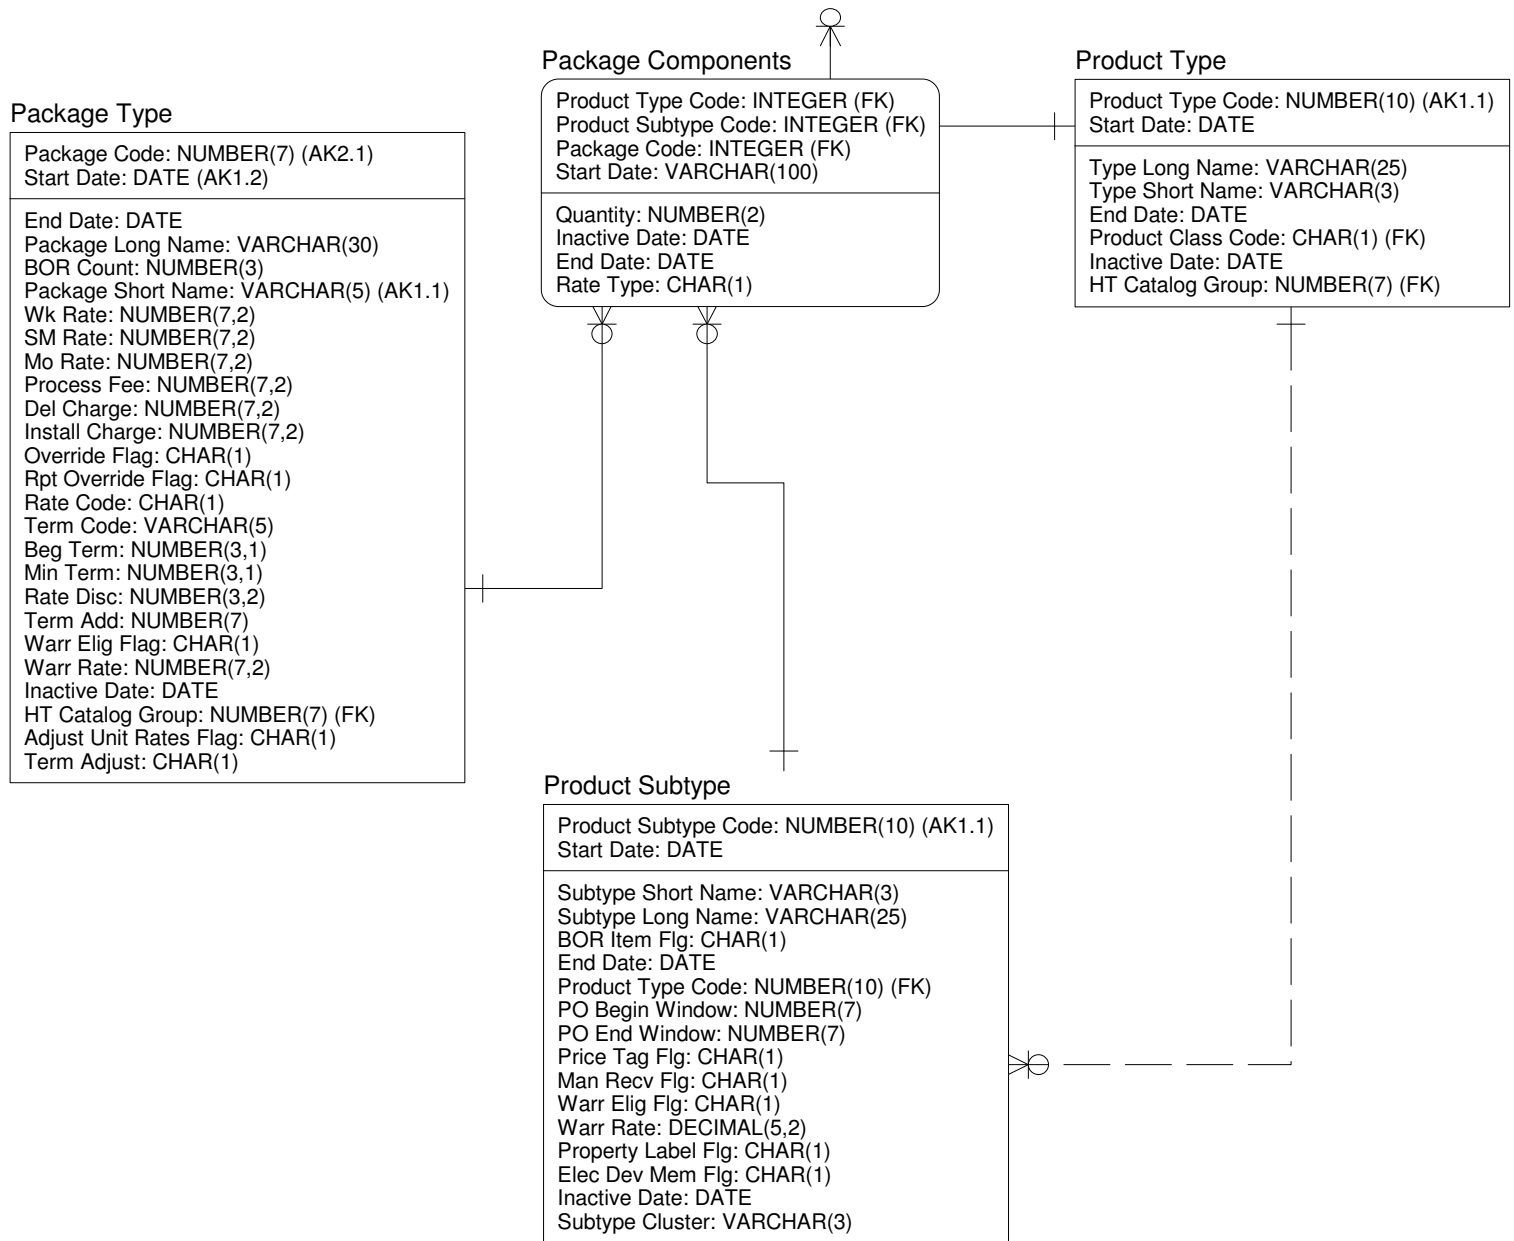 Package Type
Package Code: NUMBER(7) (AK2.1)
Start Date: DATE (AK1.2)
End Date: DATE
Package Long Name: VARCHAR(30)
BOR Count: NUMBER(3)
Package Short Name: VARCHAR(5) (AK1.1)
Wk Rate: NUMBER(7,2)
SM Rate: NUMBER(7,2)
Mo Rate: NUMBER(7,2)
Process Fee: NUMBER(7,2)
Del Charge: NUMBER(7,2)
Install Charge: NUMBER(7,2)
Override Flag: CHAR(1)
Rpt Override Flag: CHAR(1)
Rate Code: CHAR(1)
Term Code: VARCHAR(5)
Beg Term: NUMBER(3,1)
Min Term: NUMBER(3,1)
Rate Disc: NUMBER(3,2)
Term Add: NUMBER(7)
Warr Elig Flag: CHAR(1)
Warr Rate: NUMBER(7,2)
Inactive Date: DATE
HT Catalog Group: NUMBER(7) (FK)
Adjust Unit Rates Flag: CHAR(1)
Term Adjust: CHAR(1)
Package Components
Product Type Code: INTEGER (FK)
Product Subtype Code: INTEGER (FK)
Package Code: INTEGER (FK)
Start Date: VARCHAR(100)
Quantity: NUMBER(2)
Inactive Date: DATE
End Date: DATE
Rate Type: CHAR(1)
Product Type
Product Type Code: NUMBER(10) (AK1.1)
Start Date: DATE
Type Long Name: VARCHAR(25)
Type Short Name: VARCHAR(3)
End Date: DATE
Product Class Code: CHAR(1) (FK)
Inactive Date: DATE
HT Catalog Group: NUMBER(7) (FK)
Product Subtype
Product Subtype Code: NUMBER(10) (AK1.1)
Start Date: DATE
Subtype Short Name: VARCHAR(3)
Subtype Long Name: VARCHAR(25)
BOR Item Flg: CHAR(1)
End Date: DATE
Product Type Code: NUMBER(10) (FK)
PO Begin Window: NUMBER(7)
PO End Window: NUMBER(7)
Price Tag Flg: CHAR(1)
Man Recv Flg: CHAR(1)
Warr Elig Flg: CHAR(1)
Warr Rate: DECIMAL(5,2)
Property Label Flg: CHAR(1)
Elec Dev Mem Flg: CHAR(1)
Inactive Date: DATE
Subtype Cluster: VARCHAR(3)